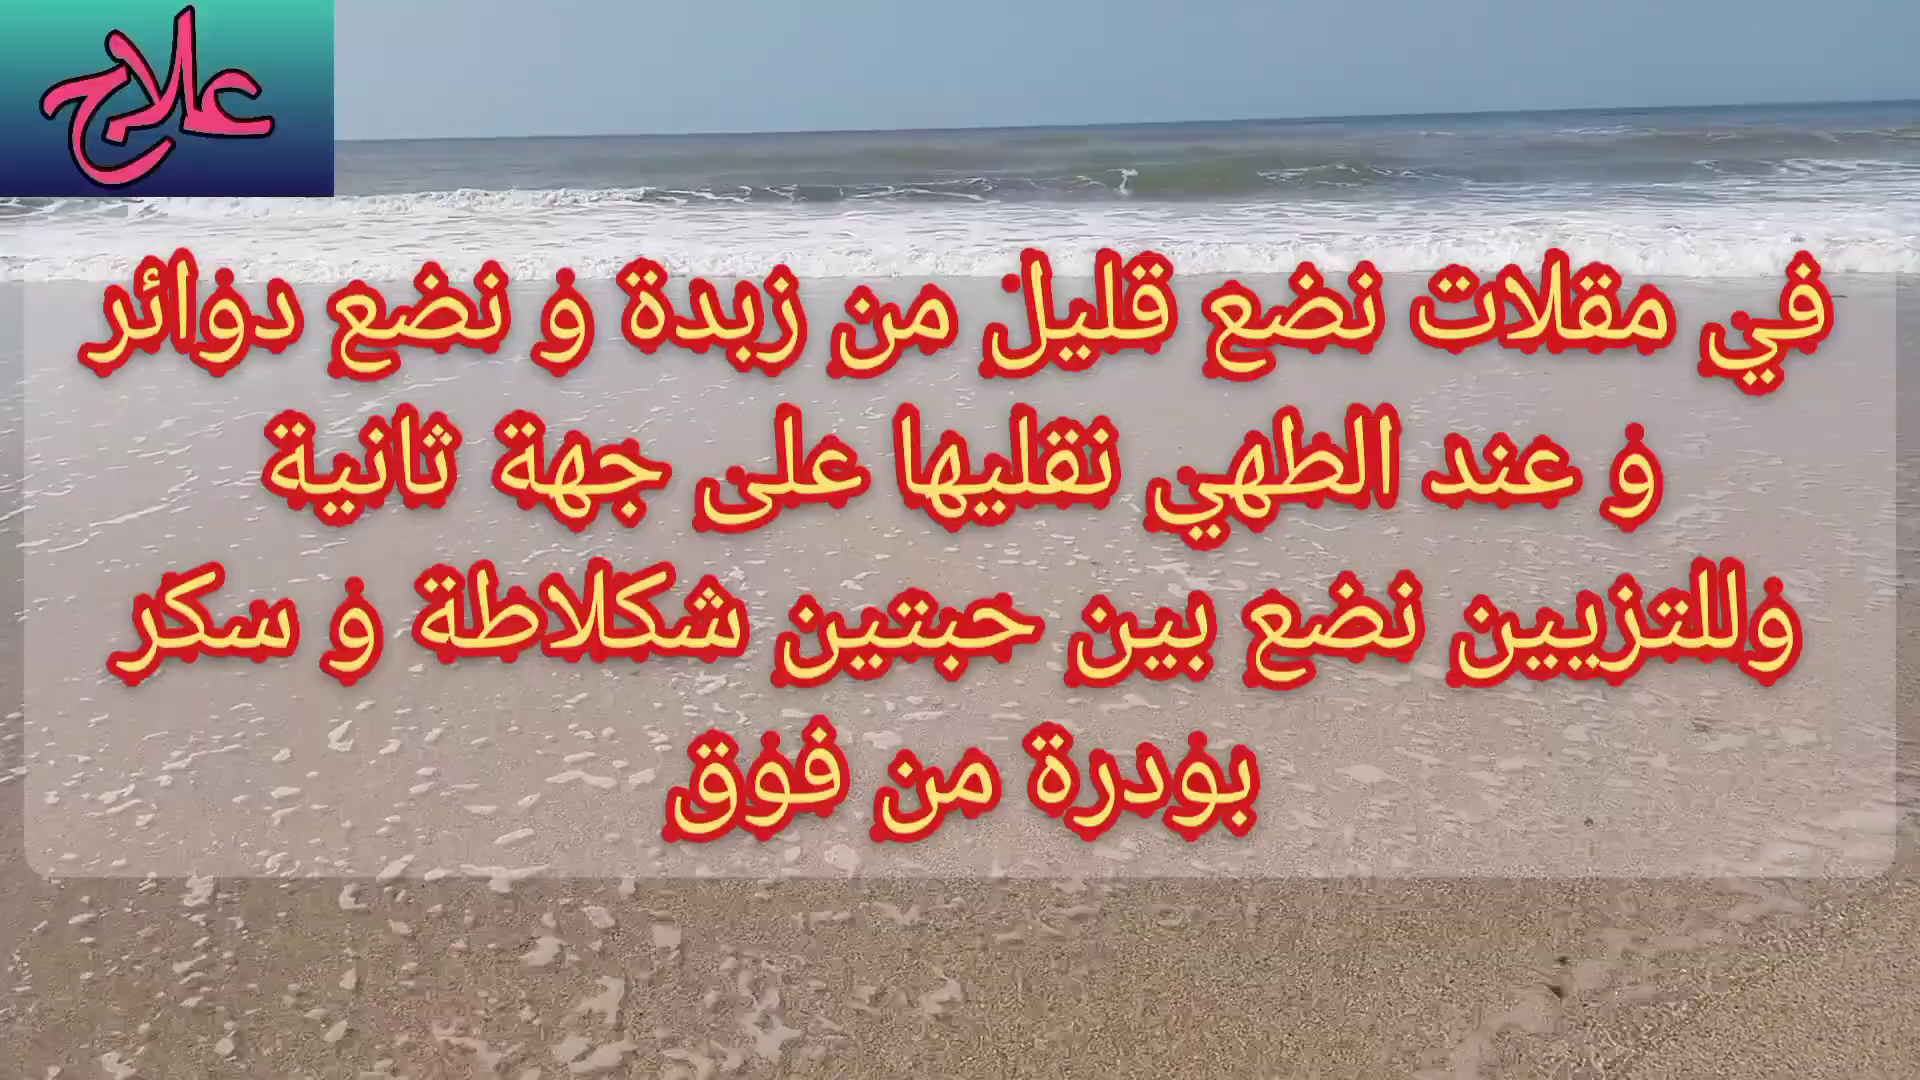 علاج
في مقلات نضع قليل من زبدة و نضع دوائر
و عند الطهي نقليها على جهة ثانية
وللتزيين نضع بين حبتين شكلاطة و سكر
بودرة من فوق